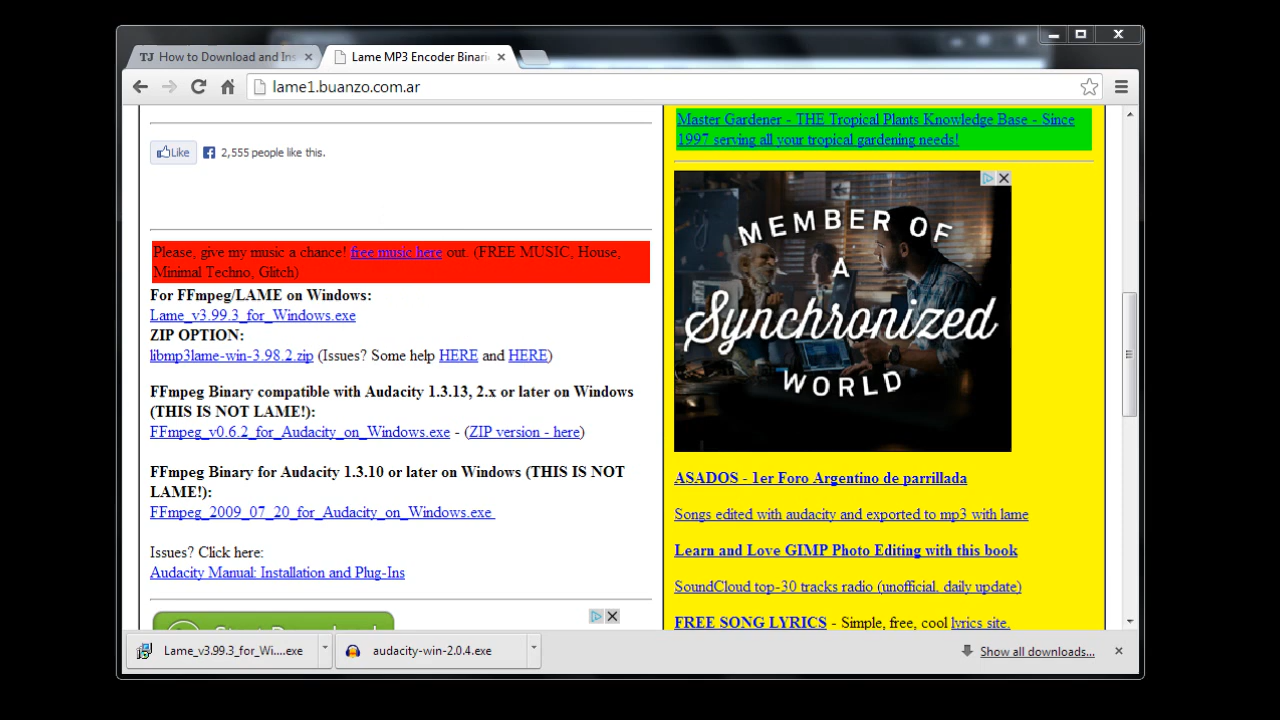 TJ How to Download and Ins
Lame MP3 Encoder Binari
lame1.buanzo.com.ar
Like
2,555 people like this.
Please, give my music a chance! free music here out. (FREE MUSIC, House,
Minimal Techno, Glitch)
For FFmpeg/LAME on Windows:
Lame_v3.99.3_for_Windows.exe
ZIP OPTION:
libmp3lame-win-3.98.2.zip (Issues? Some help HERE and HERE)
FFmpeg Binary compatible with Audacity 1.3.13, 2.x or later on Windows
(THIS IS NOT LAME!):
FFmpeg_v0.6.2_for_Audacity_on_Windows.exe - (ZIP version - here)
FFmpeg Binary for Audacity 1.3.10 or later on Windows (THIS IS NOT
LAME!):
FFmpeg_2009_07_20_for_Audacity_on_Windows.exe
Issues? Click here:
Audacity Manual: Installation and Plug-Ins
Start Download
Master Gardener - THE Tropical Plants Knowledge Base - Since
1997 serving all your tropical gardening needs!
MEMBER OF
A
Synchronized
WORLD
ASADOS - 1er Foro Argentino de parrillada
Songs edited with audacity and exported to mp3 with lame
Learn and Love GIMP Photo Editing with this book
SoundCloud top-30 tracks radio (unofficial. daily update)
FREE SONG LYRICS - Simple, free, cool lyrics site.
Lame_v3.99.3_for_Wi....exe
audacity-win-2.0.4.exe
Show all downloads...